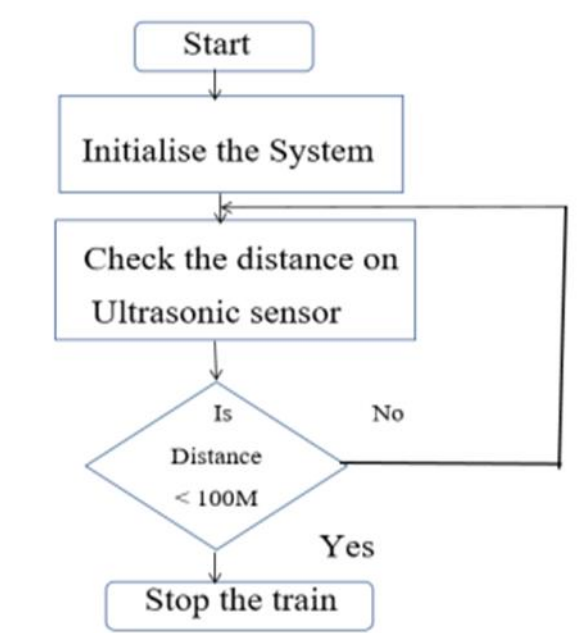 Start
Initialise the System
Check the distance on
Ultrasonic sensor
Is
Distance
< 100M
No
Yes
Stop the train